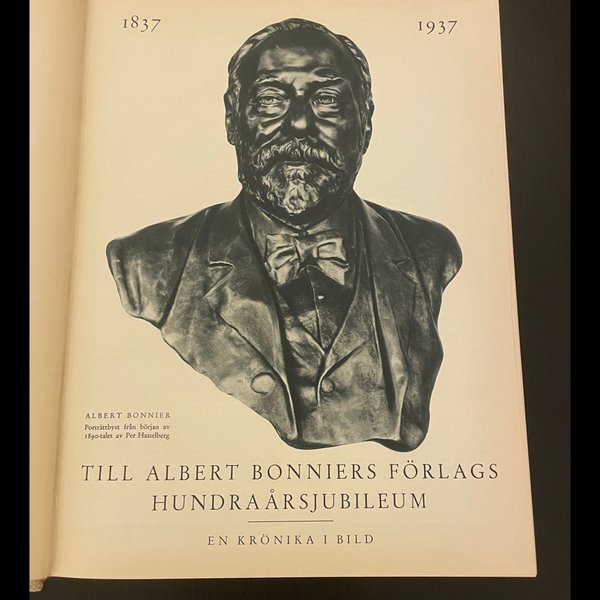 1837 1937
ALBERT BONNIER
Porträttbyst från början av
1890-talet av Per Hasselberg
TILL ALBERT BONNIERS FÖRLAGS
HUNDRAÅRSJUBILEUM
EN KRÖNIKA I BILD